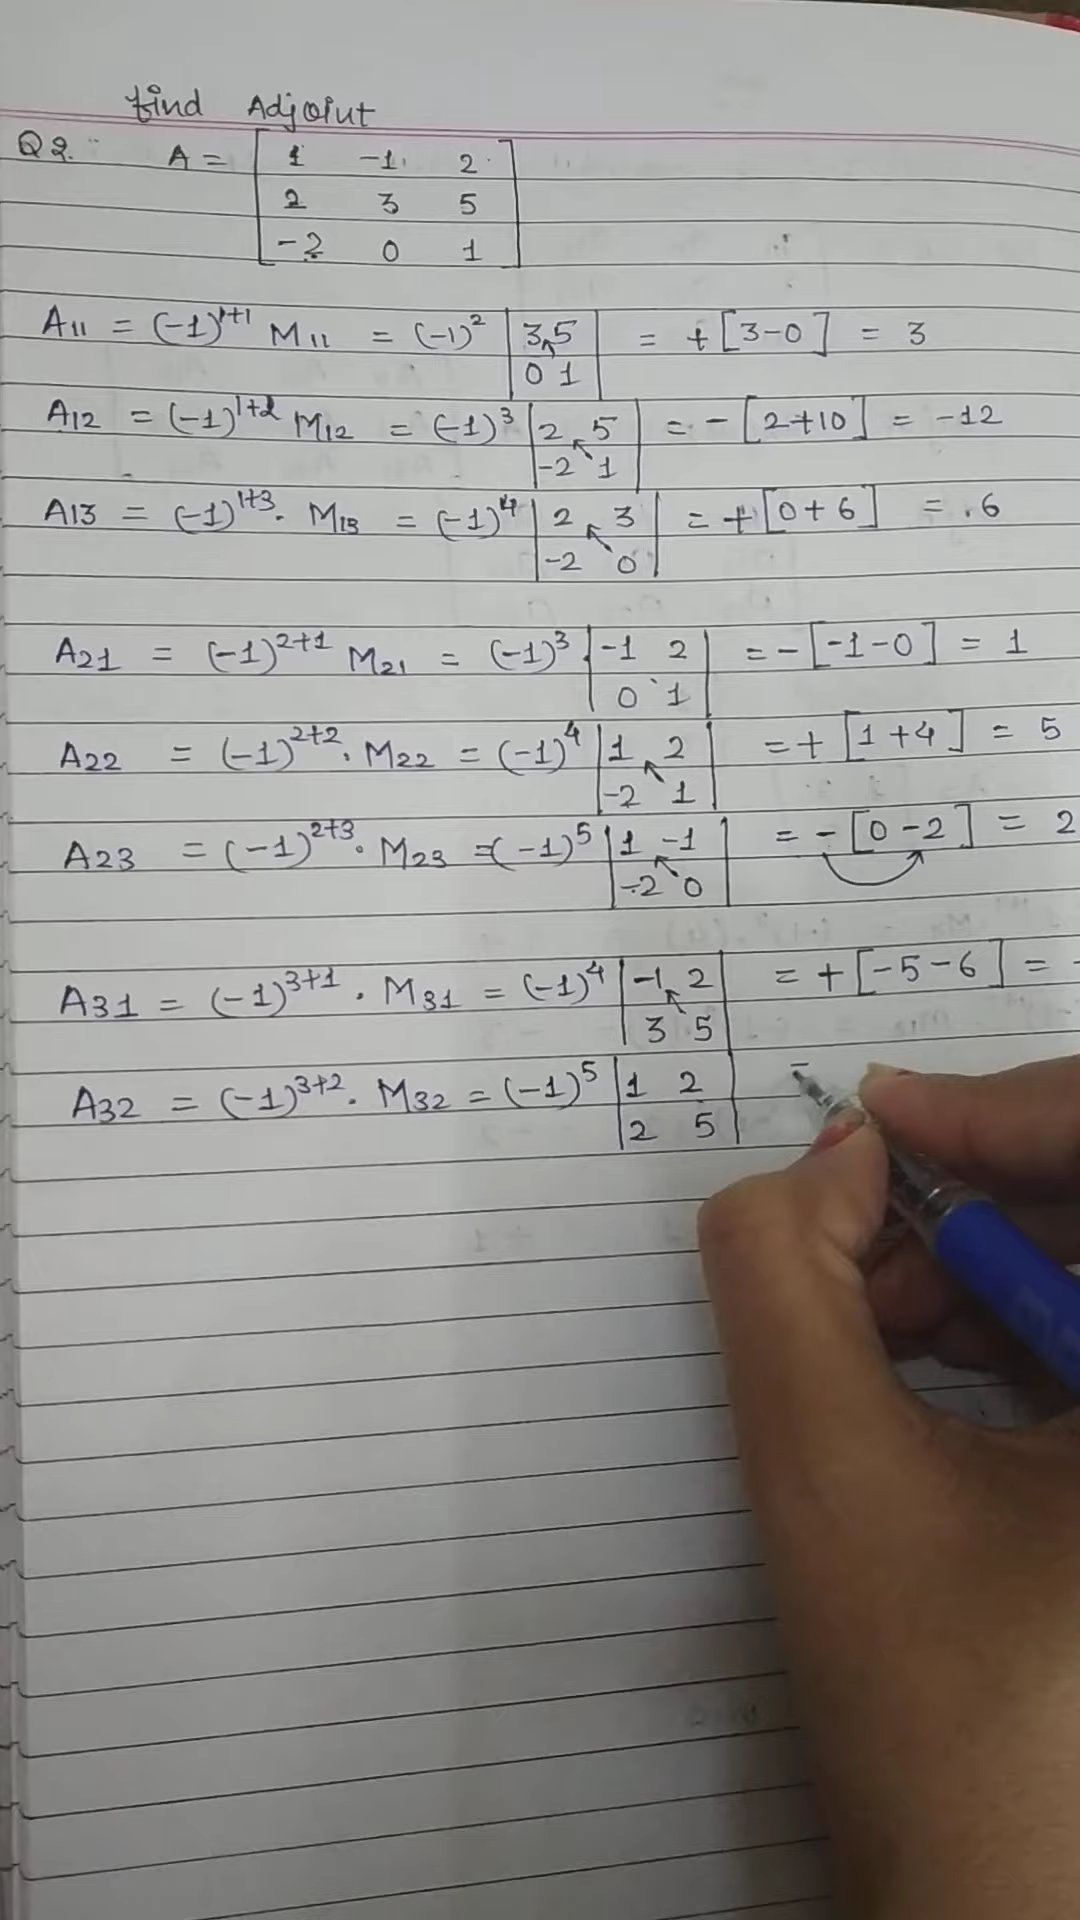 find Adjoint
Q2. A = [ 1 -1 2
2 3 5
-2 0 1 ]
A11 = (-1)^1+1 M11 = (-1)^2 | 3 5 | = + [3-0] = 3
0 1
A12 = (-1)^1+2 M12 = (-1)^3 | 2 5 | = - [2+10] = -12
-2 1
A13 = (-1)^1+3 . M13 = (-1)^4 | 2 3 | = + [0+6] = 6
-2 0
A21 = (-1)^2+1 M21 = (-1)^3 | -1 2 | = - [-1-0] = 1
0 1
A22 = (-1)^2+2 . M22 = (-1)^4 | 1 2 | = + [1+4] = 5
-2 1
A23 = (-1)^2+3 . M23 = (-1)^5 | 1 -1 | = - [0-2] = 2
-2 0
A31 = (-1)^3+1 . M31 = (-1)^4 | -1 2 | = + [-5-6] = -
3 5
A32 = (-1)^3+2 . M32 = (-1)^5 | 1 2 | =
2 5